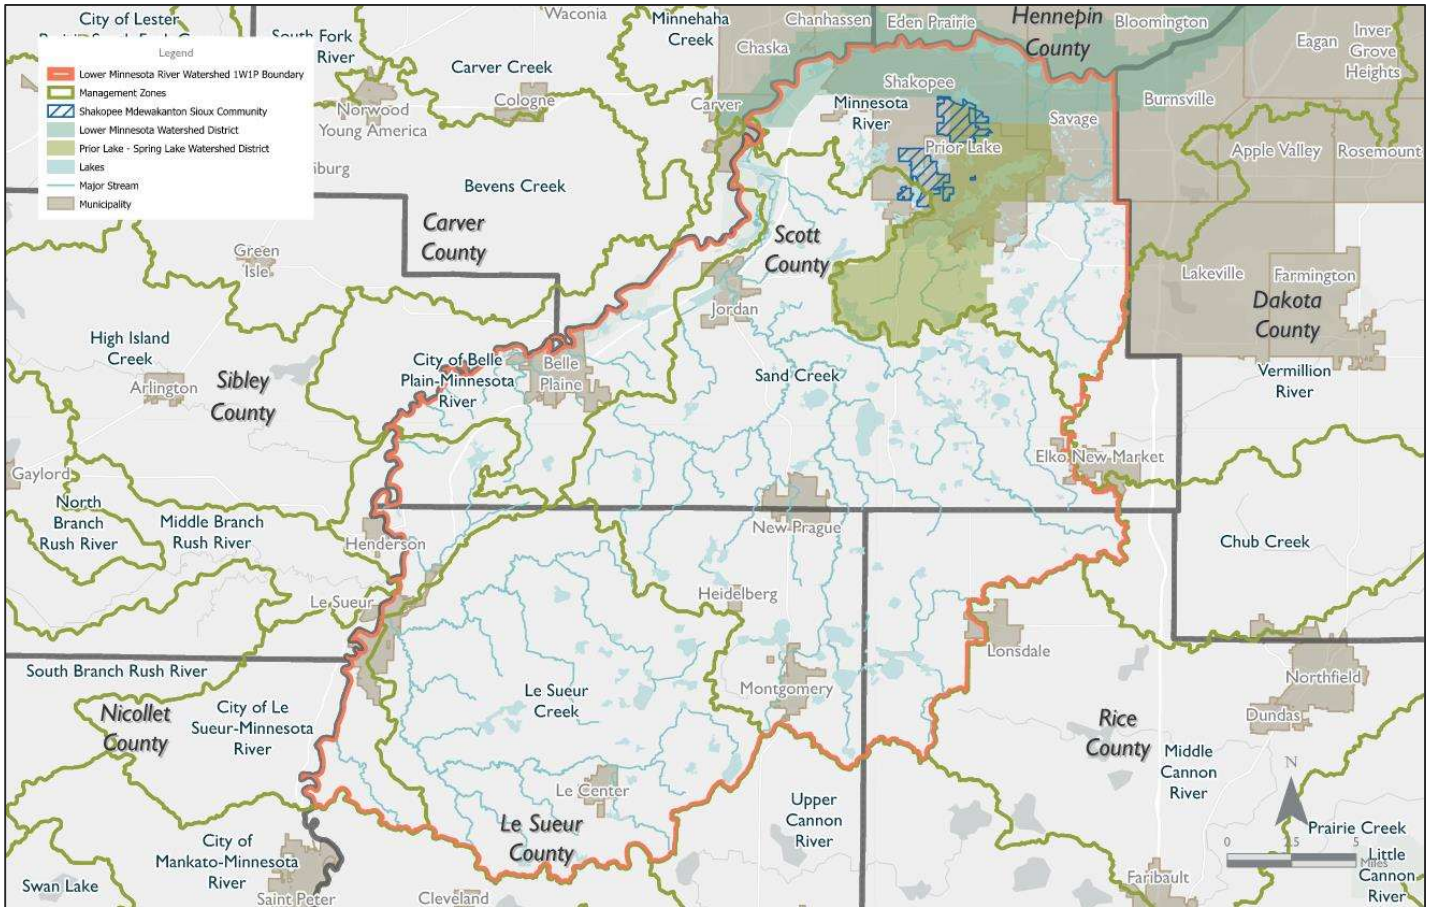 City of Lester
South Fork
River
Waconia
Minnehaha
Creek
Chanhassen
Eden Prairie
Hennepin
County
Bloomington
Chaska
Eagan
Inver
Grove
Heights
Legend
Lower Minnesota River Watershed 1W1P Boundary
Management Zones
Shakopee Mdewakanton Sioux Community
Lower Minnesota Watershed District
Prior Lake - Spring Lake Watershed District
Lakes
Major Stream
Municipality
Carver Creek
Norwood
Young America
Cologne
Carver
Shakopee
Minnesota
River
Savage
Burnsville
Prior Lake
Apple Valley
Rosemount
Bevens Creek
Carver
County
Green
Isle
Scott
County
Jordan
Lakeville
Farmington
Dakota
County
High Island
Creek
Arlington
Sibley
County
City of Belle
Plain-Minnesota
River
Belle
Plaine
Sand Creek
Vermillion
River
Elko New Market
Gaylord
North
Branch
Rush River
Middle Branch
Rush River
Henderson
New Prague
Chub Creek
Le Sueur
Heidelberg
Lonsdale
South Branch Rush River
Nicollet
County
City of Le
Sueur-Minnesota
River
Le Sueur
Creek
Montgomery
Northfield
Dundas
Rice
County
Middle
Cannon
River
N
Le Center
Le Sueur
County
Upper
Cannon
River
City of
Mankato-Minnesota
River
Swan Lake
Saint Peter
Cleveland
Prairie Creek
0 2.5 5
Miles
Little
Cannon
River
Faribault